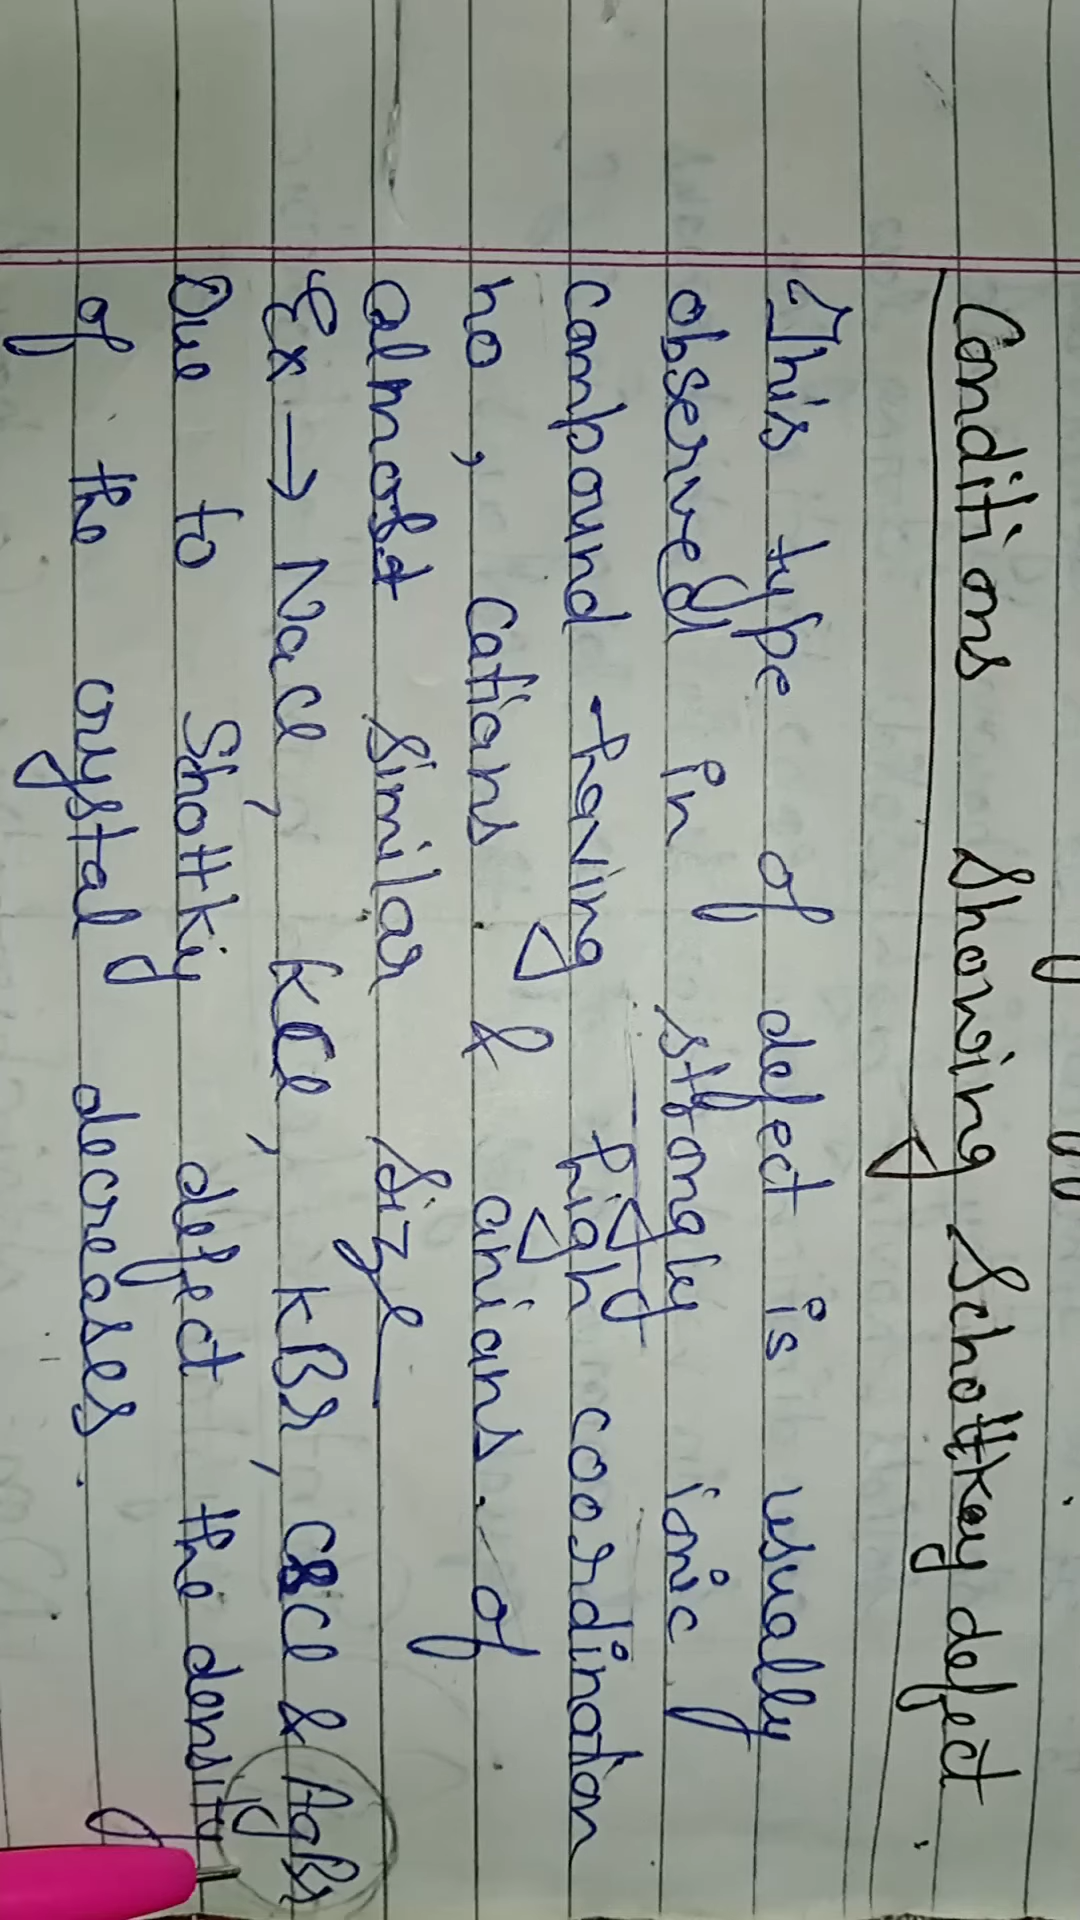 Conditions Showing Schottkey defect.
This type of defect is usually
observed in strongly ionic
Compound having high coordination
no, Cations & anions. of
almost similar size
Ex → NaCl, KCl, KBr, CsCl & AgBr
Due to Shottky defect the density
of the crystal decreases.